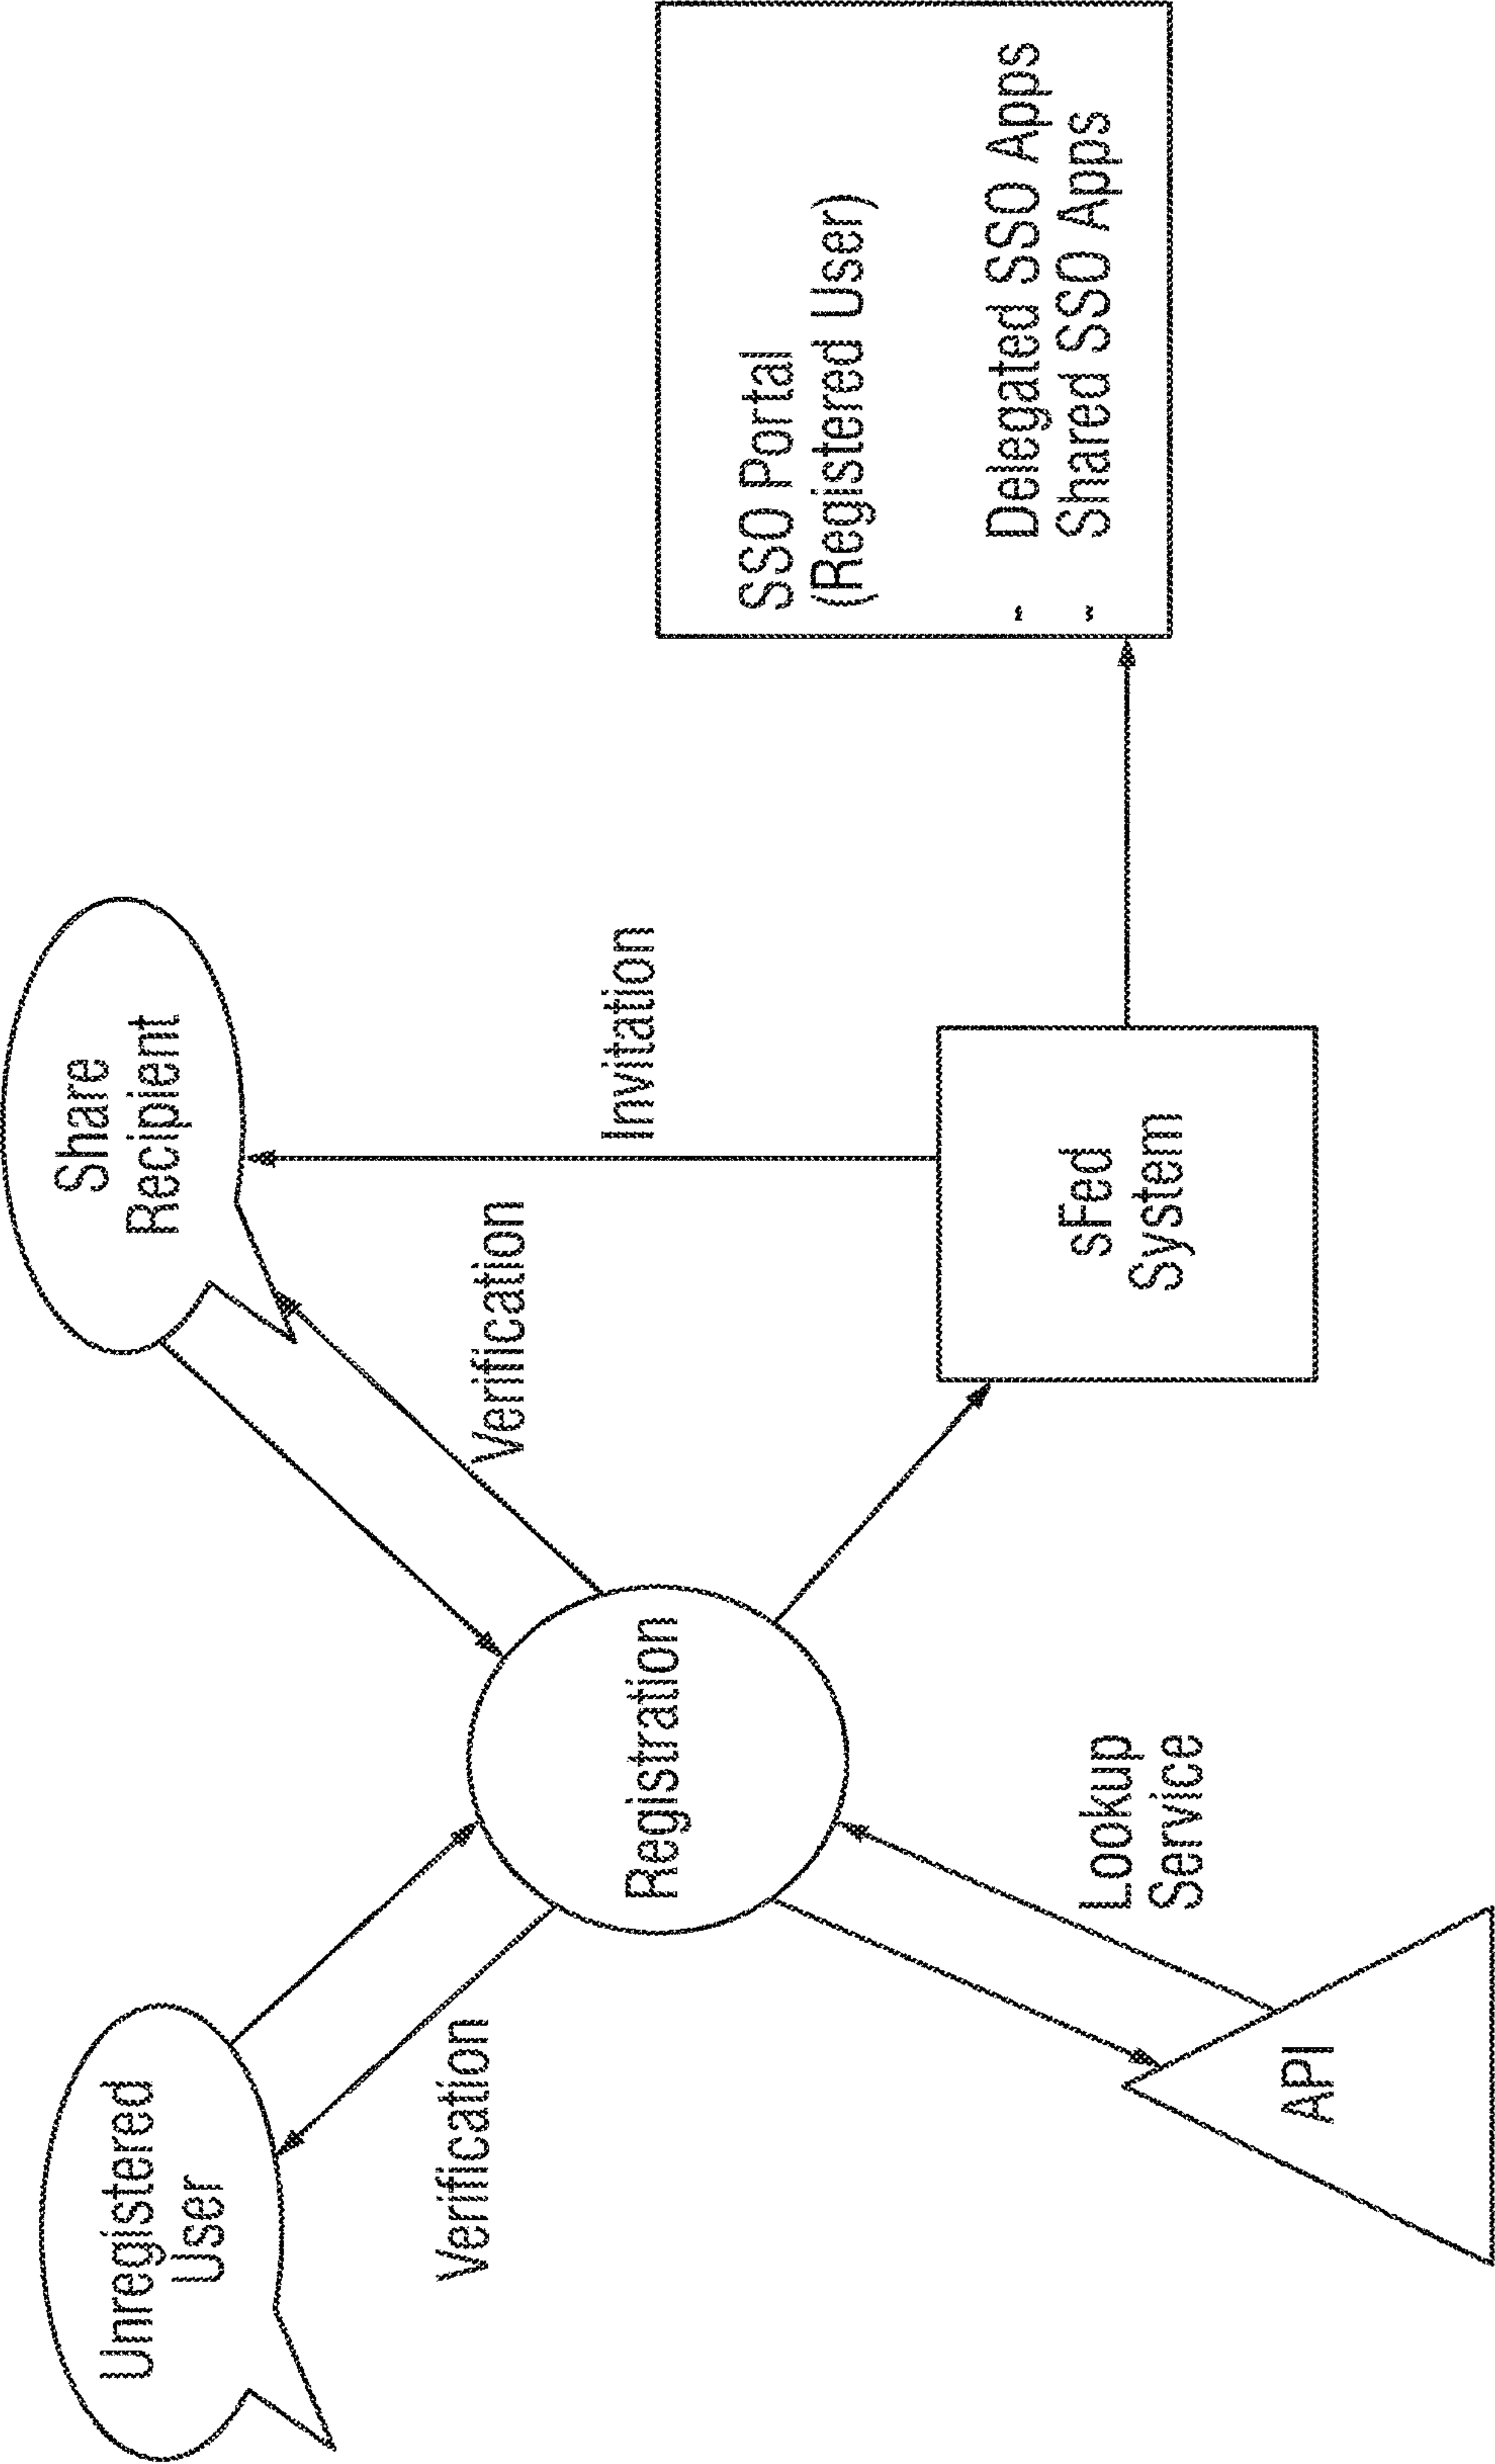 Unregistered
User
Verification
Share
Recipient
Verification
Invitation
Registration
Lookup
Service
API
sFed
System
SSO Portal
(Registered User)
- Delegated SSO Apps
- Shared SSO Apps